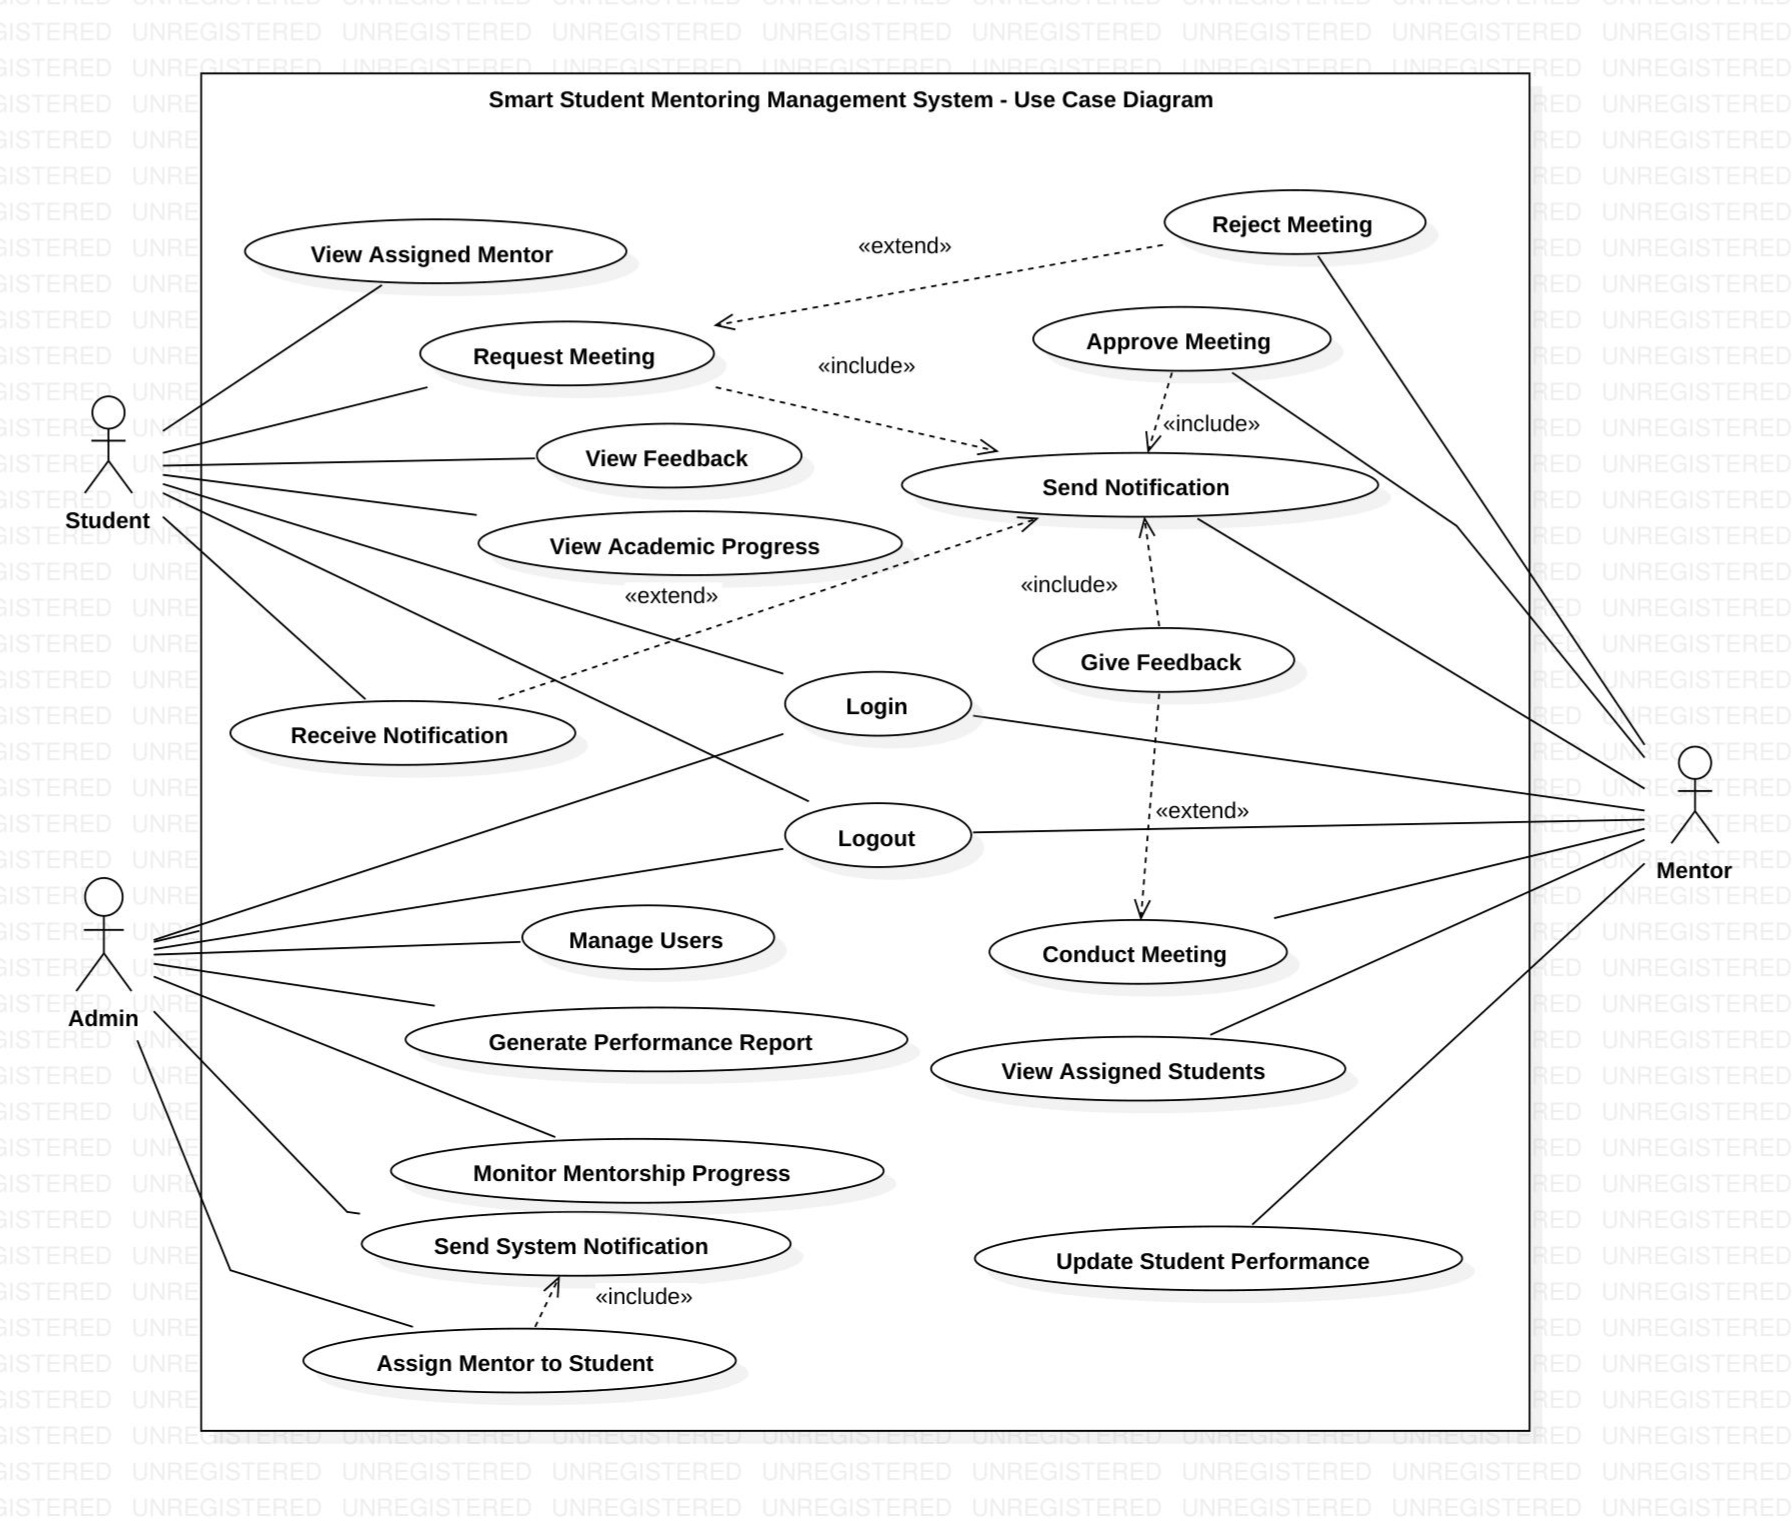 Smart Student Mentoring Management System - Use Case Diagram
Reject Meeting
View Assigned Mentor
«extend»
Approve Meeting
Request Meeting
«include»
«include»
View Feedback
Send Notification
Student
View Academic Progress
«extend»
«include»
Give Feedback
Login
Receive Notification
«extend»
Logout
Mentor
Manage Users
Conduct Meeting
Admin
Generate Performance Report
View Assigned Students
Monitor Mentorship Progress
Send System Notification
Update Student Performance
«include»
Assign Mentor to Student
UNREGISTERED